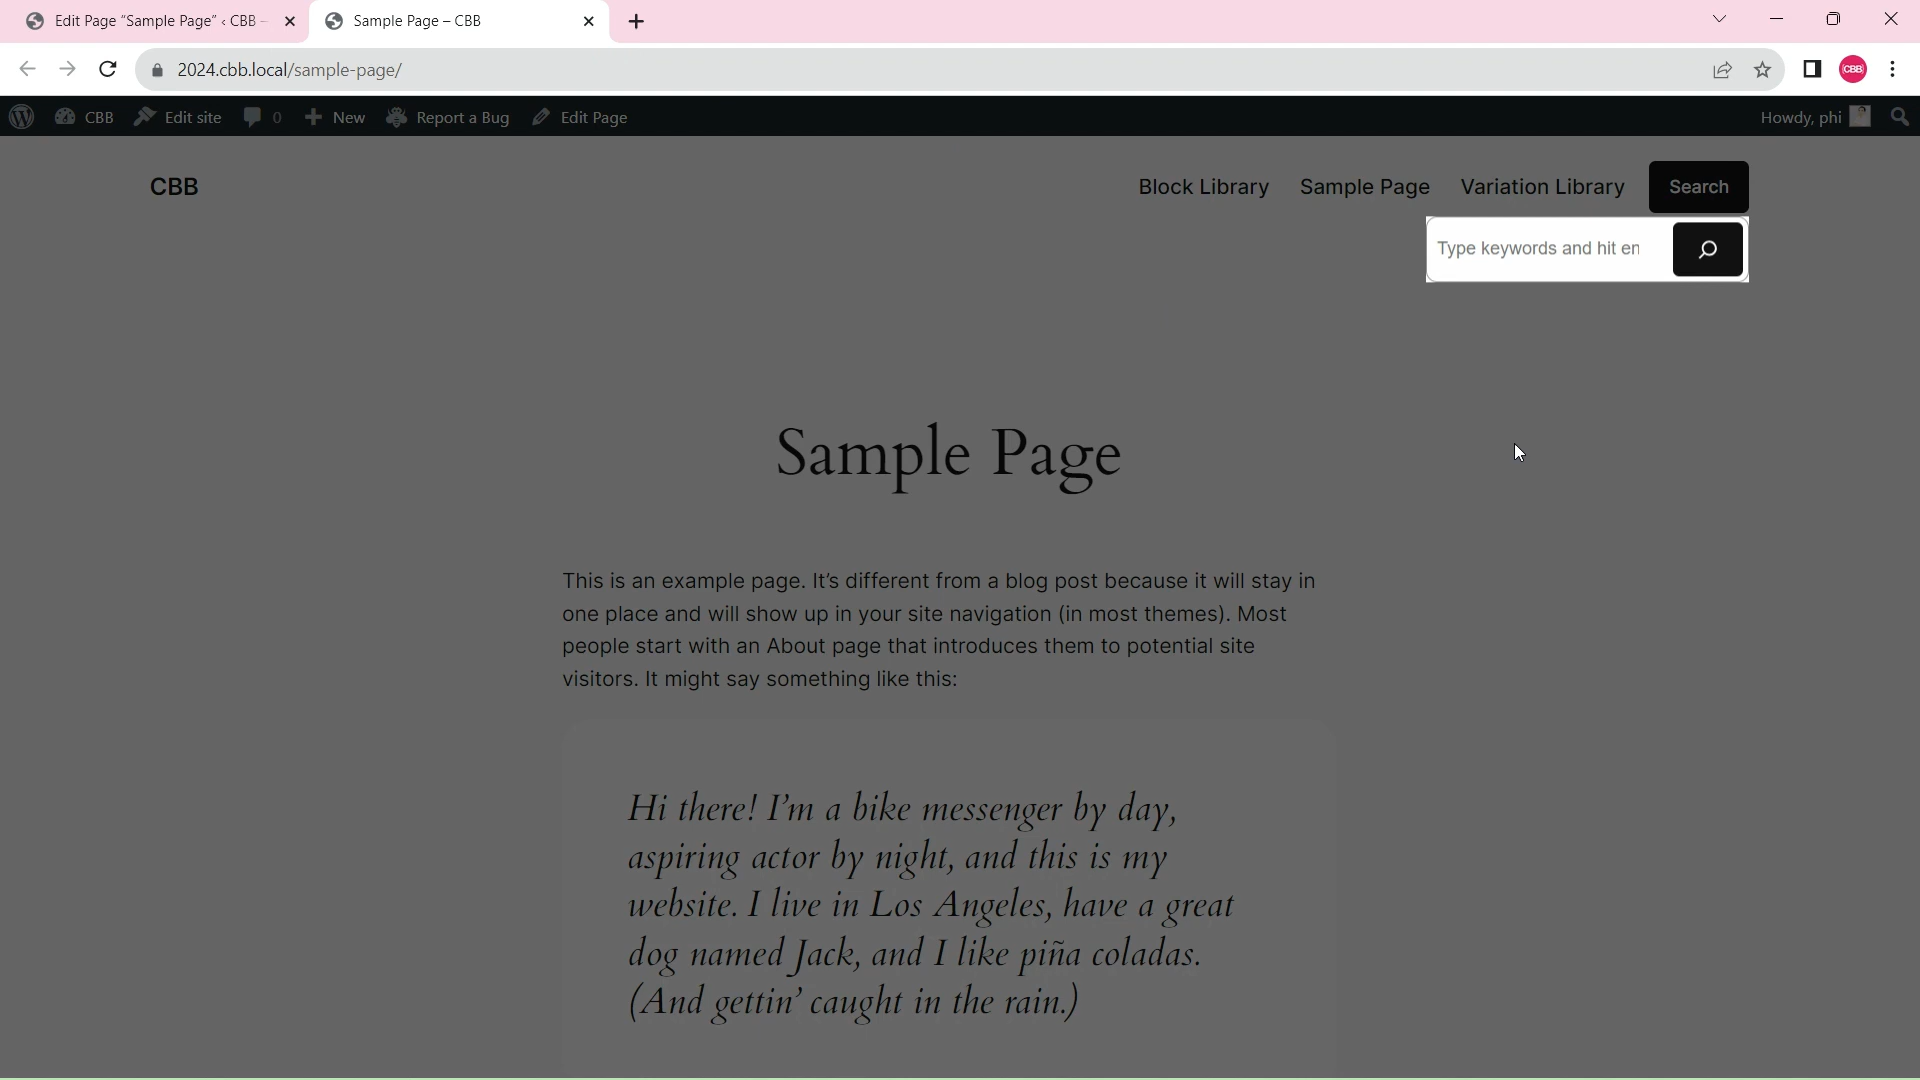 Edit Page “Sample Page” ‹ CBB –
Sample Page – CBB
2024.cbb.local/sample-page/
CBB
CBB Edit site 0 New Report a Bug Edit Page Howdy, phi
CBB Block Library Sample Page Variation Library Search
Type keywords and hit en
Sample Page
This is an example page. It’s different from a blog post because it will stay in
one place and will show up in your site navigation (in most themes). Most
people start with an About page that introduces them to potential site
visitors. It might say something like this:
Hi there! I’m a bike messenger by day,
aspiring actor by night, and this is my
website. I live in Los Angeles, have a great
dog named Jack, and I like piña coladas.
(And gettin’ caught in the rain.)